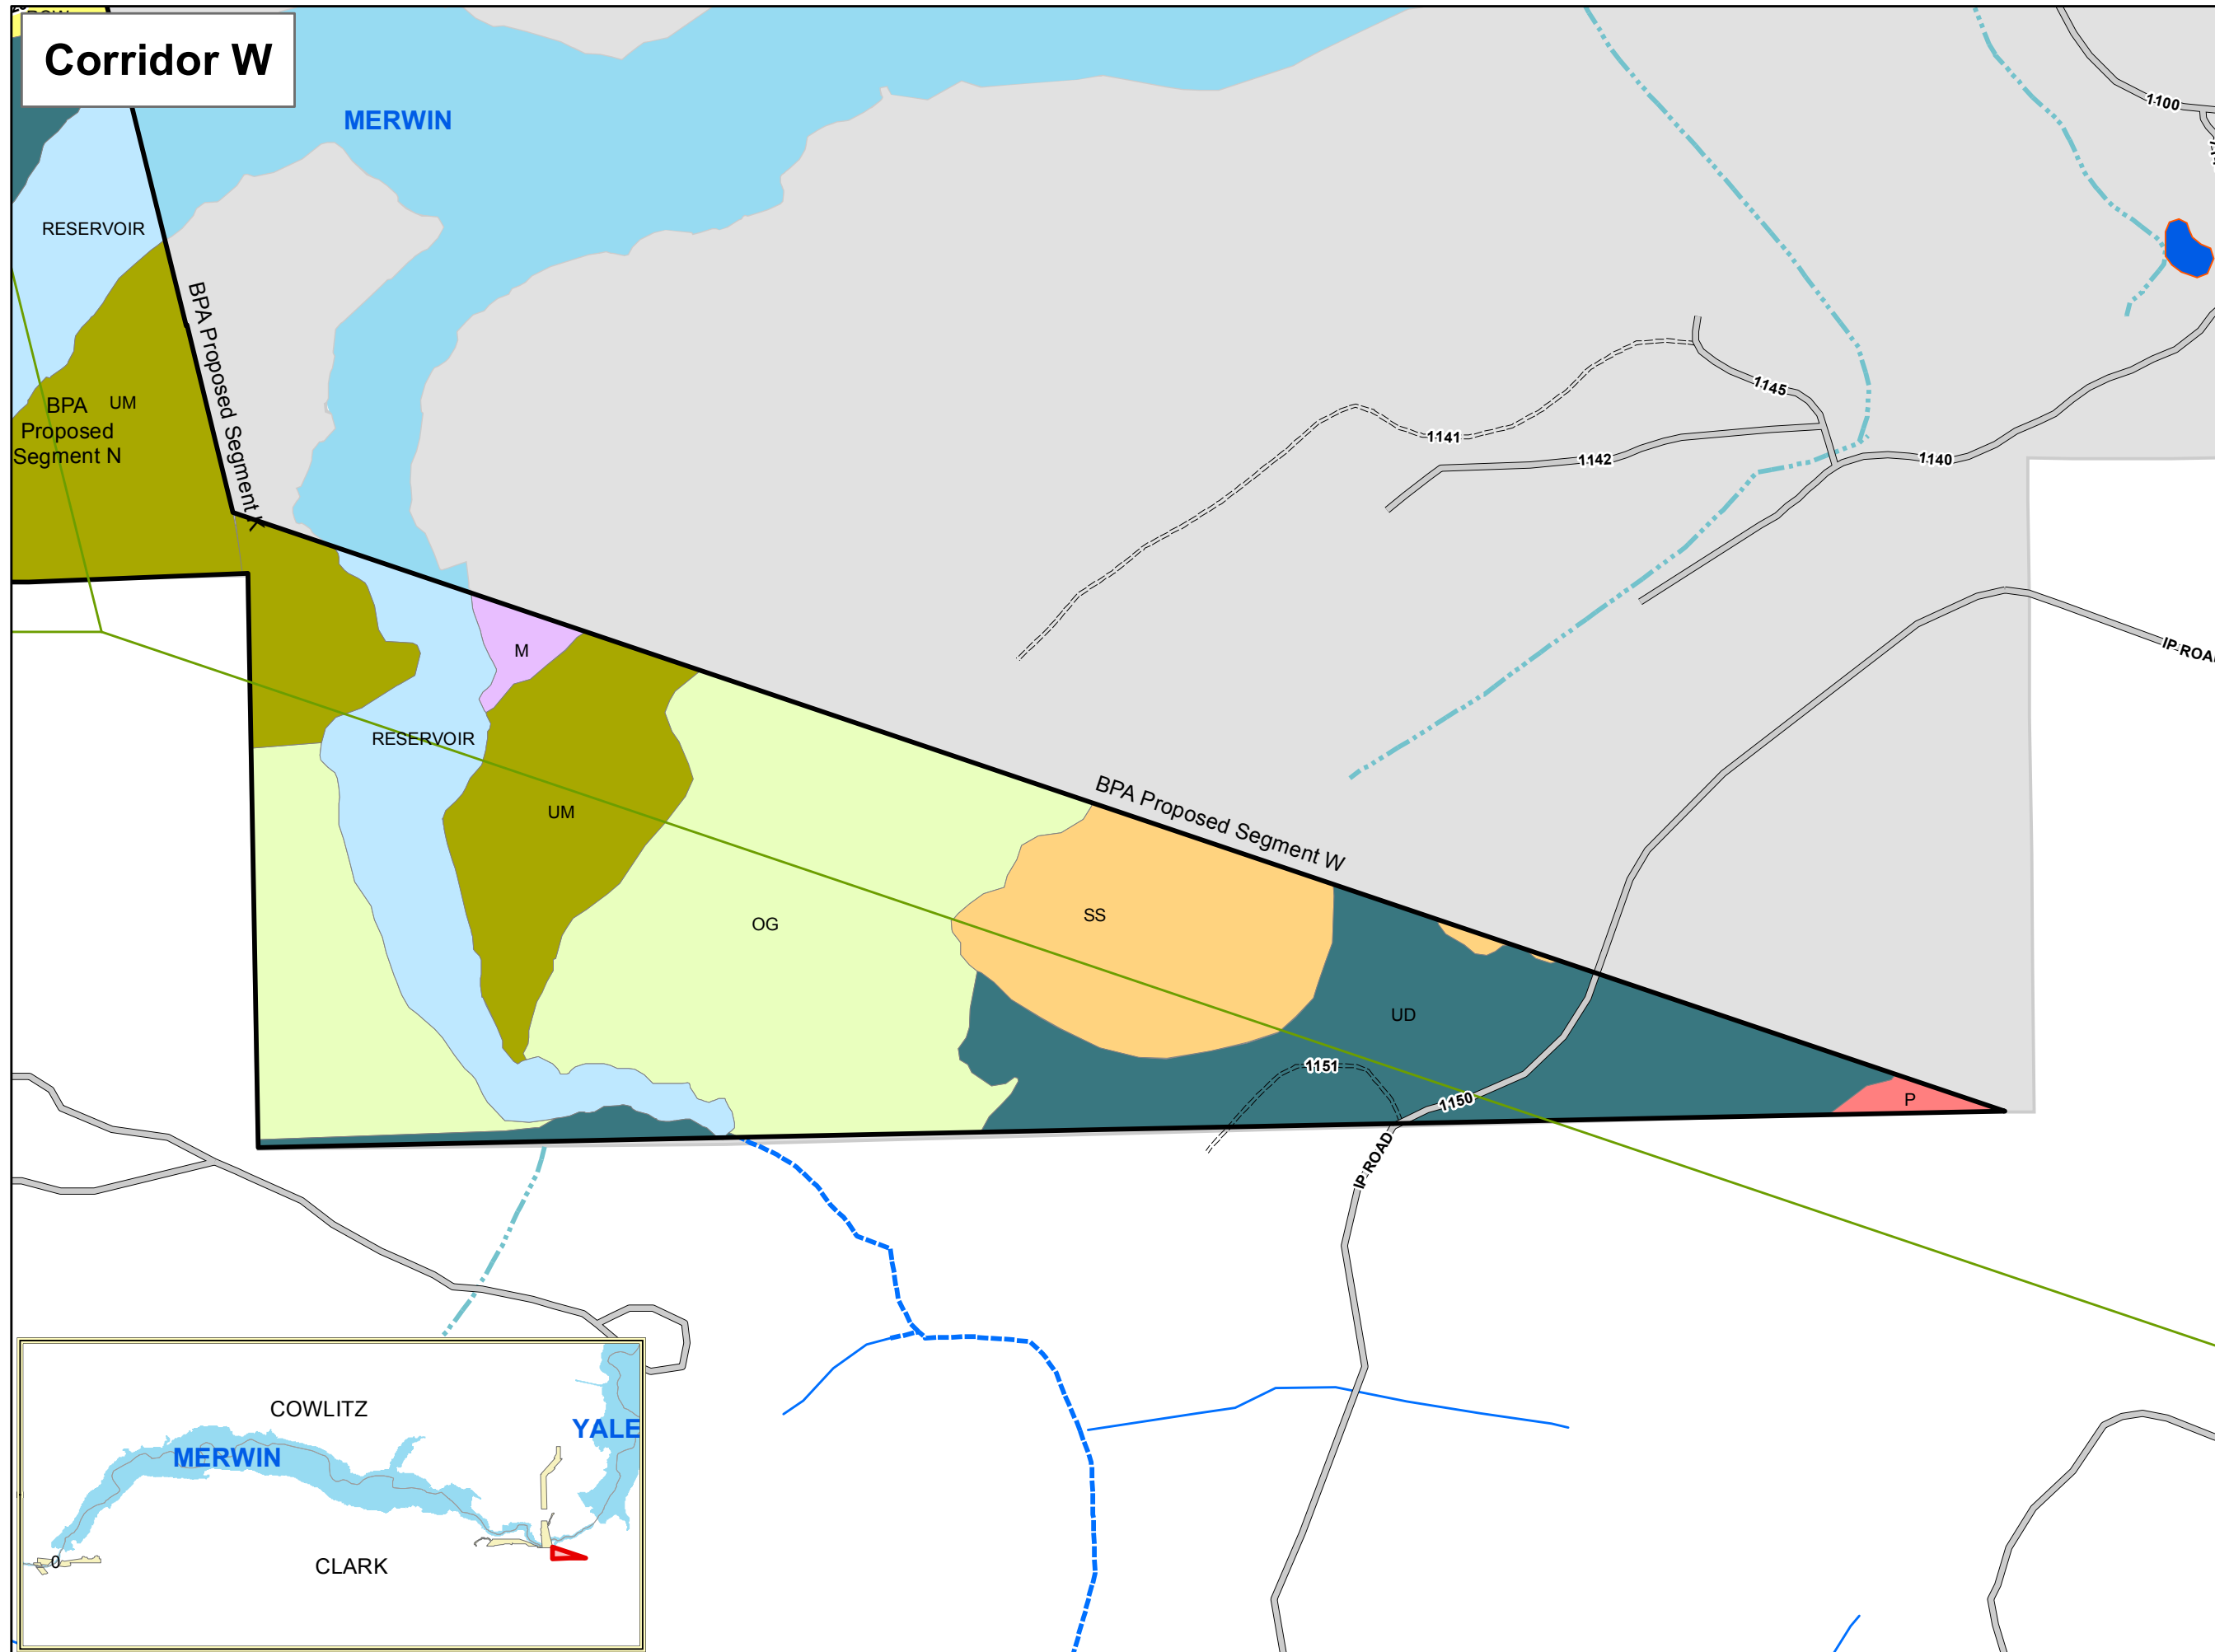 Corridor W
MERWIN
1100
RESERVOIR
BPA Proposed Segment K
BPA
Proposed
Segment N
UM
1145
1141
1142
1140
IP ROAD
M
RESERVOIR
UM
BPA Proposed Segment W
OG
SS
UD
1151
1150
P
IP ROAD
COWLITZ
YALE
MERWIN
0
CLARK